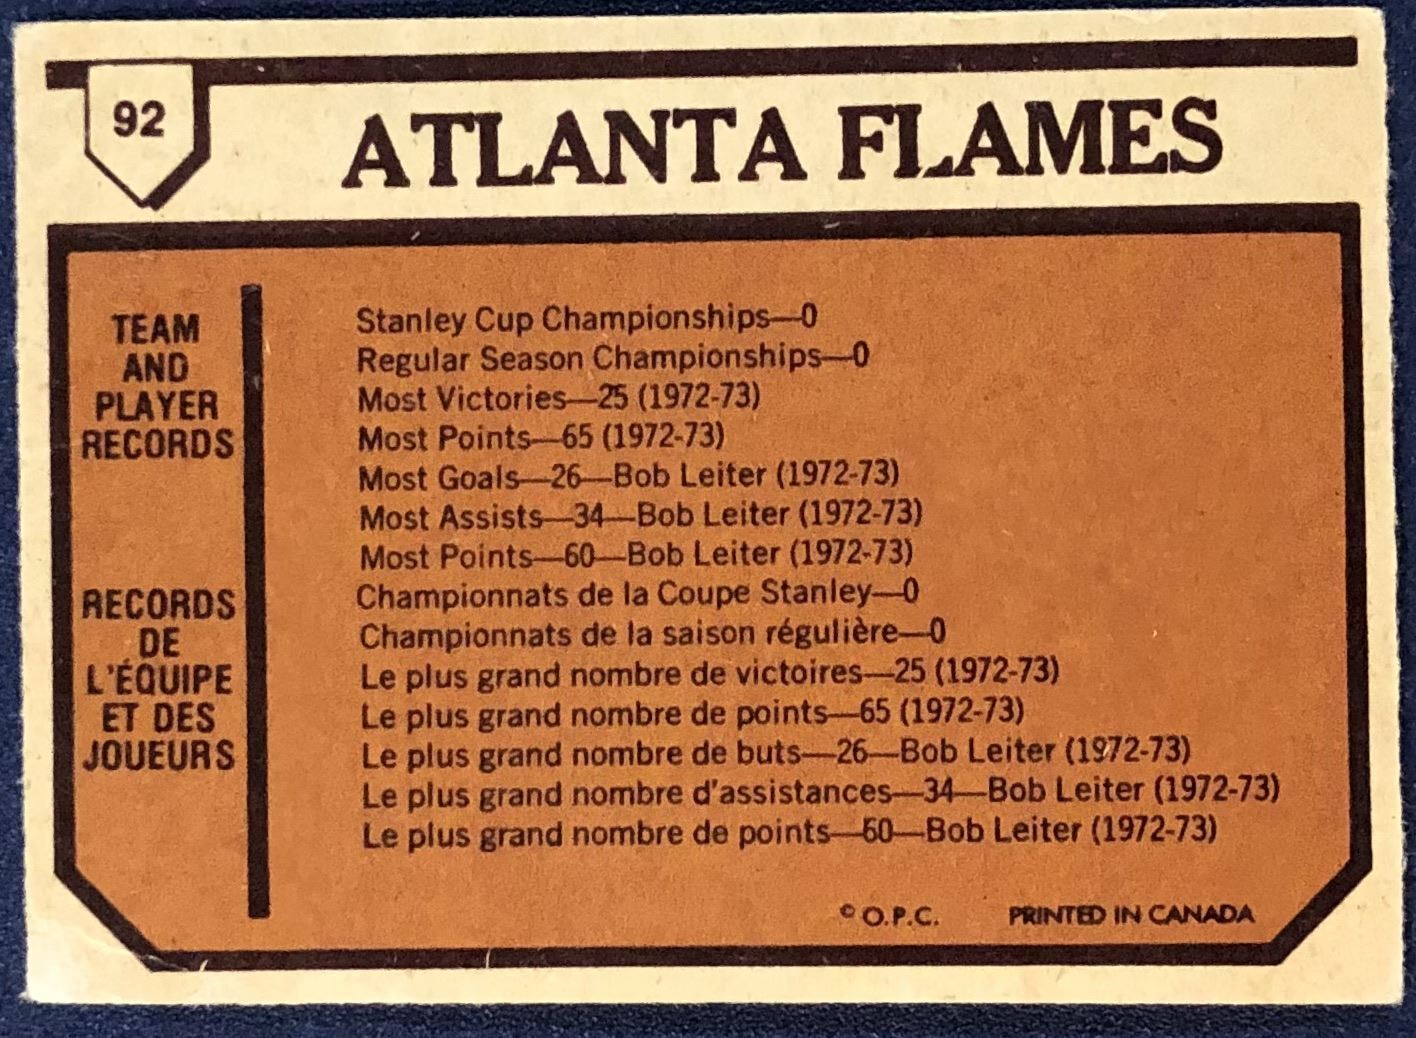 92
ATLANTA FLAMES
TEAM
AND
PLAYER
RECORDS
Stanley Cup Championships—0
Regular Season Championships—0
Most Victories—25 (1972-73)
Most Points—65 (1972-73)
Most Goals—26—Bob Leiter (1972-73)
Most Assists—34—Bob Leiter (1972-73)
Most Points—60—Bob Leiter (1972-73)
RECORDS
DE
L'ÉQUIPE
ET DES
JOUEURS
Championnats de la Coupe Stanley—0
Championnats de la saison régulière—0
Le plus grand nombre de victoires—25 (1972-73)
Le plus grand nombre de points—65 (1972-73)
Le plus grand nombre de buts—26—Bob Leiter (1972-73)
Le plus grand nombre d'assistances—34—Bob Leiter (1972-73)
Le plus grand nombre de points—60—Bob Leiter (1972-73)
© O.P.C. PRINTED IN CANADA